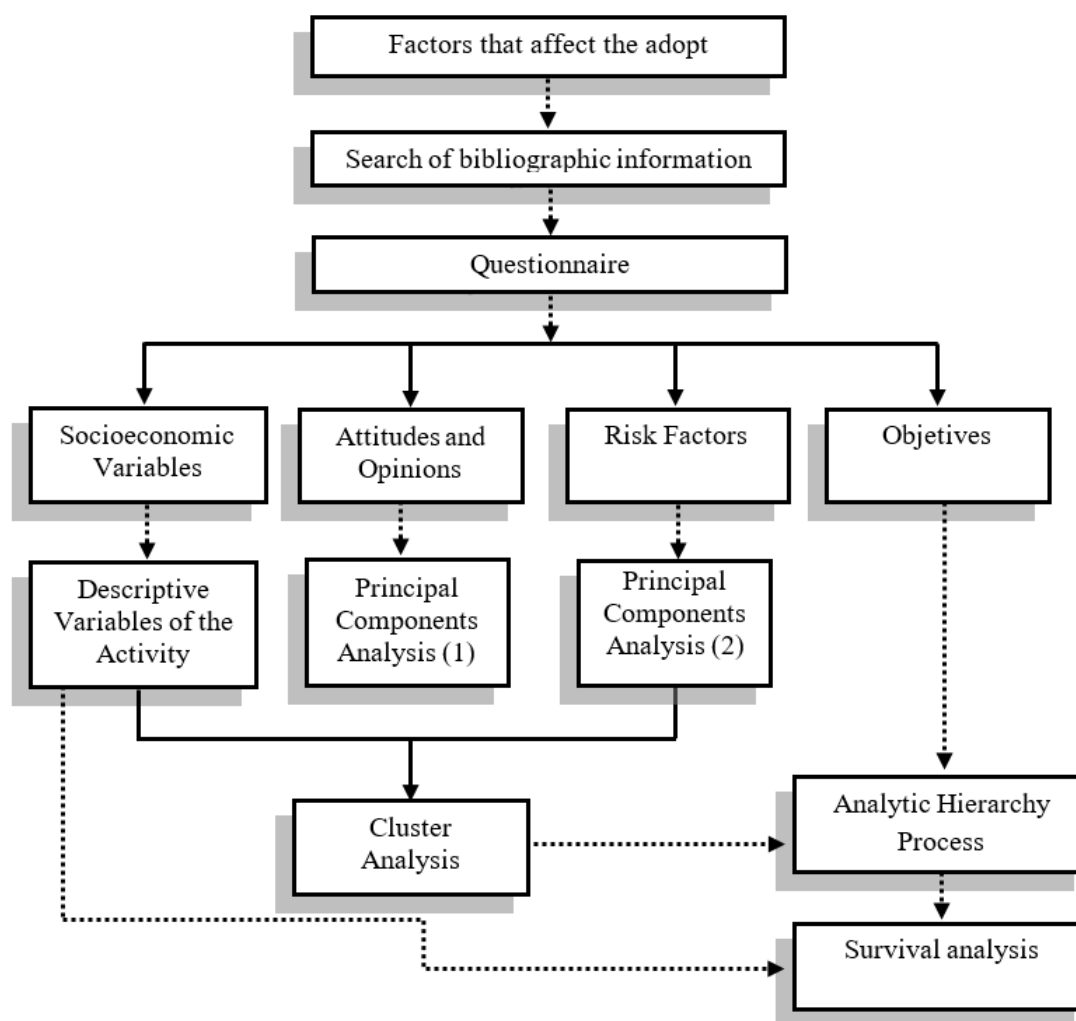 Factors that affect the adopt
Search of bibliographic information
Questionnaire
Socioeconomic
Variables
Attitudes and
Opinions
Risk Factors
Objetives
Descriptive
Variables of the
Activity
Principal
Components
Analysis (1)
Principal
Components
Analysis (2)
Cluster
Analysis
Analytic Hierarchy
Process
Survival analysis